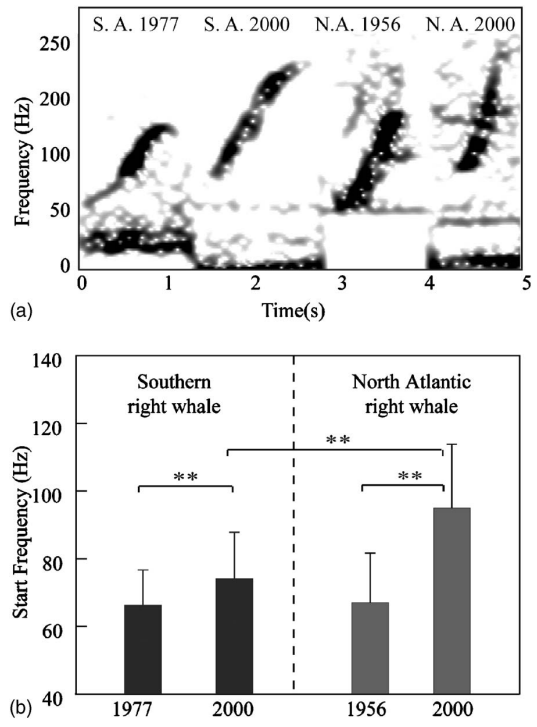 S. A. 1977 S. A. 2000 N.A. 1956 N. A. 2000
250
200
100
50
0
Frequency (Hz)
0 1 2 3 4 5
Time(s)
(a)
140
120
100
80
60
40
Start Frequency (Hz)
Southern
right whale
North Atlantic
right whale
**
**
**
1977 2000 1956 2000
(b)